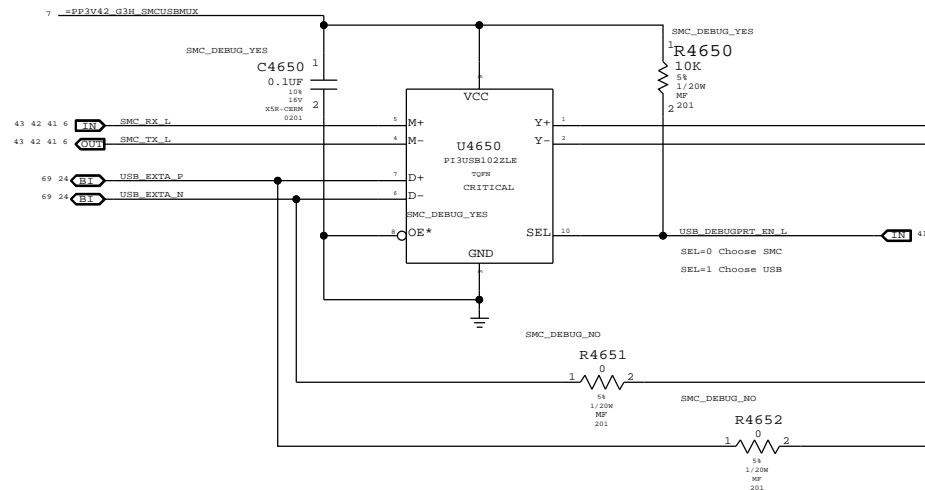 7 =PP3V42_G3H_SMCUSBMUX
SMC_DEBUG_YES
C4650
1
0.1UF
10%
16V
X5R-CERM
0201
2
SMC_DEBUG_YES
1
R4650
10K
5%
1/20W
MF
201
2
VCC
43 42 41 6 IN SMC_RX_L 5 M+ Y+ 1
43 42 41 6 OUT SMC_TX_L 4 M- Y- 2
U4650
PI3USB102ZLE
TQFN
CRITICAL
69 24 BI USB_EXTA_P 7 D+
69 24 BI USB_EXTA_N 6 D-
SMC_DEBUG_YES
8 OE* SEL 10 USB_DEBUGPRT_EN_L IN 41
GND
SEL=0 Choose SMC
SEL=1 Choose USB
SMC_DEBUG_NO
R4651
0
1 2
5%
1/20W
MF
201
SMC_DEBUG_NO
R4652
0
1 2
5%
1/20W
MF
201